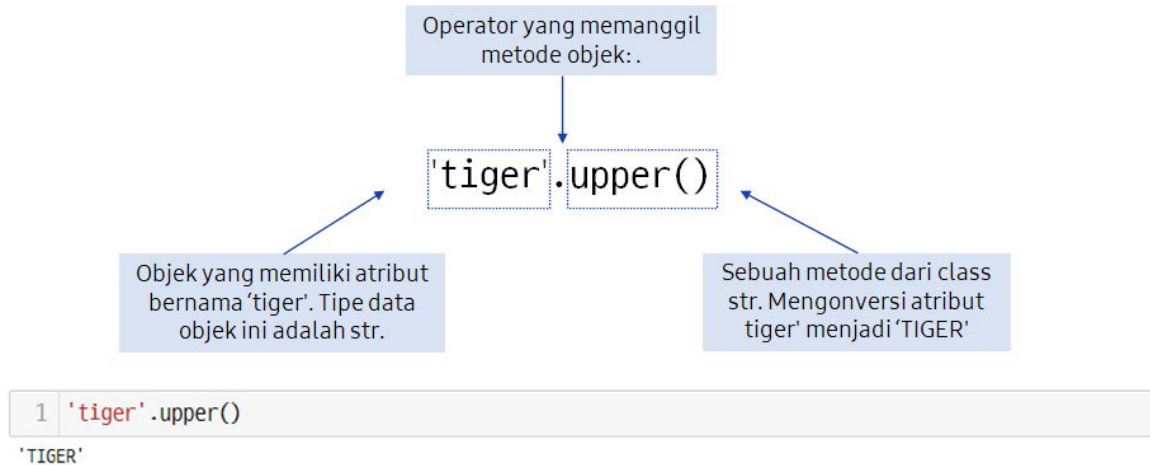 Operator yang memanggil
metode objek: .
'tiger'.upper()
Objek yang memiliki atribut
bernama ‘tiger'. Tipe data
objek ini adalah str.
Sebuah metode dari class
str. Mengonversi atribut
tiger' menjadi ‘TIGER'
1 'tiger'.upper()
'TIGER'